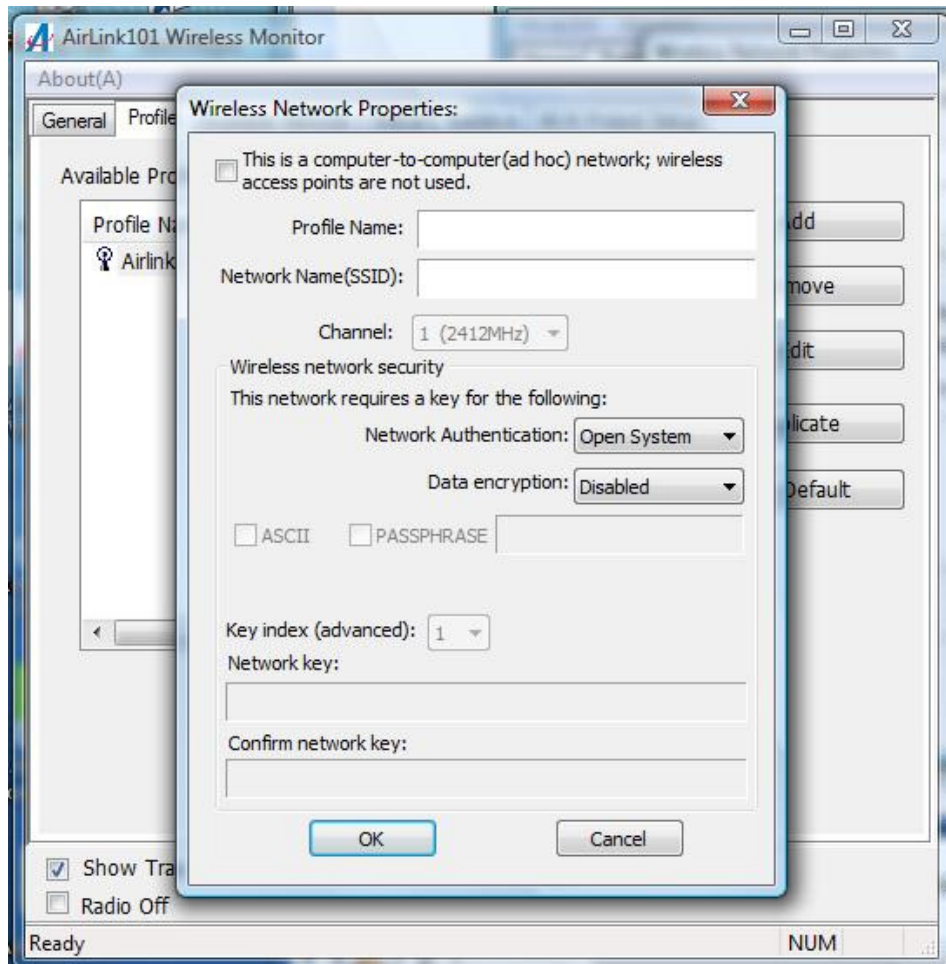 AirLink101 Wireless Monitor
About(A)
General Profile
Wireless Network Properties:
This is a computer-to-computer(ad hoc) network; wireless
access points are not used.
Available
Profile
Airlink
Profile Name:
Network Name(SSID):
Channel: 1 (2412MHz)
Wireless network security
This network requires a key for the following:
Network Authentication: Open System
Data encryption: Disabled
ASCII PASSPHRASE
Key index (advanced): 1
Network key:
Confirm network key:
OK Cancel
dd
move
dit
licate
Default
Show Tra
Radio Off
Ready NUM